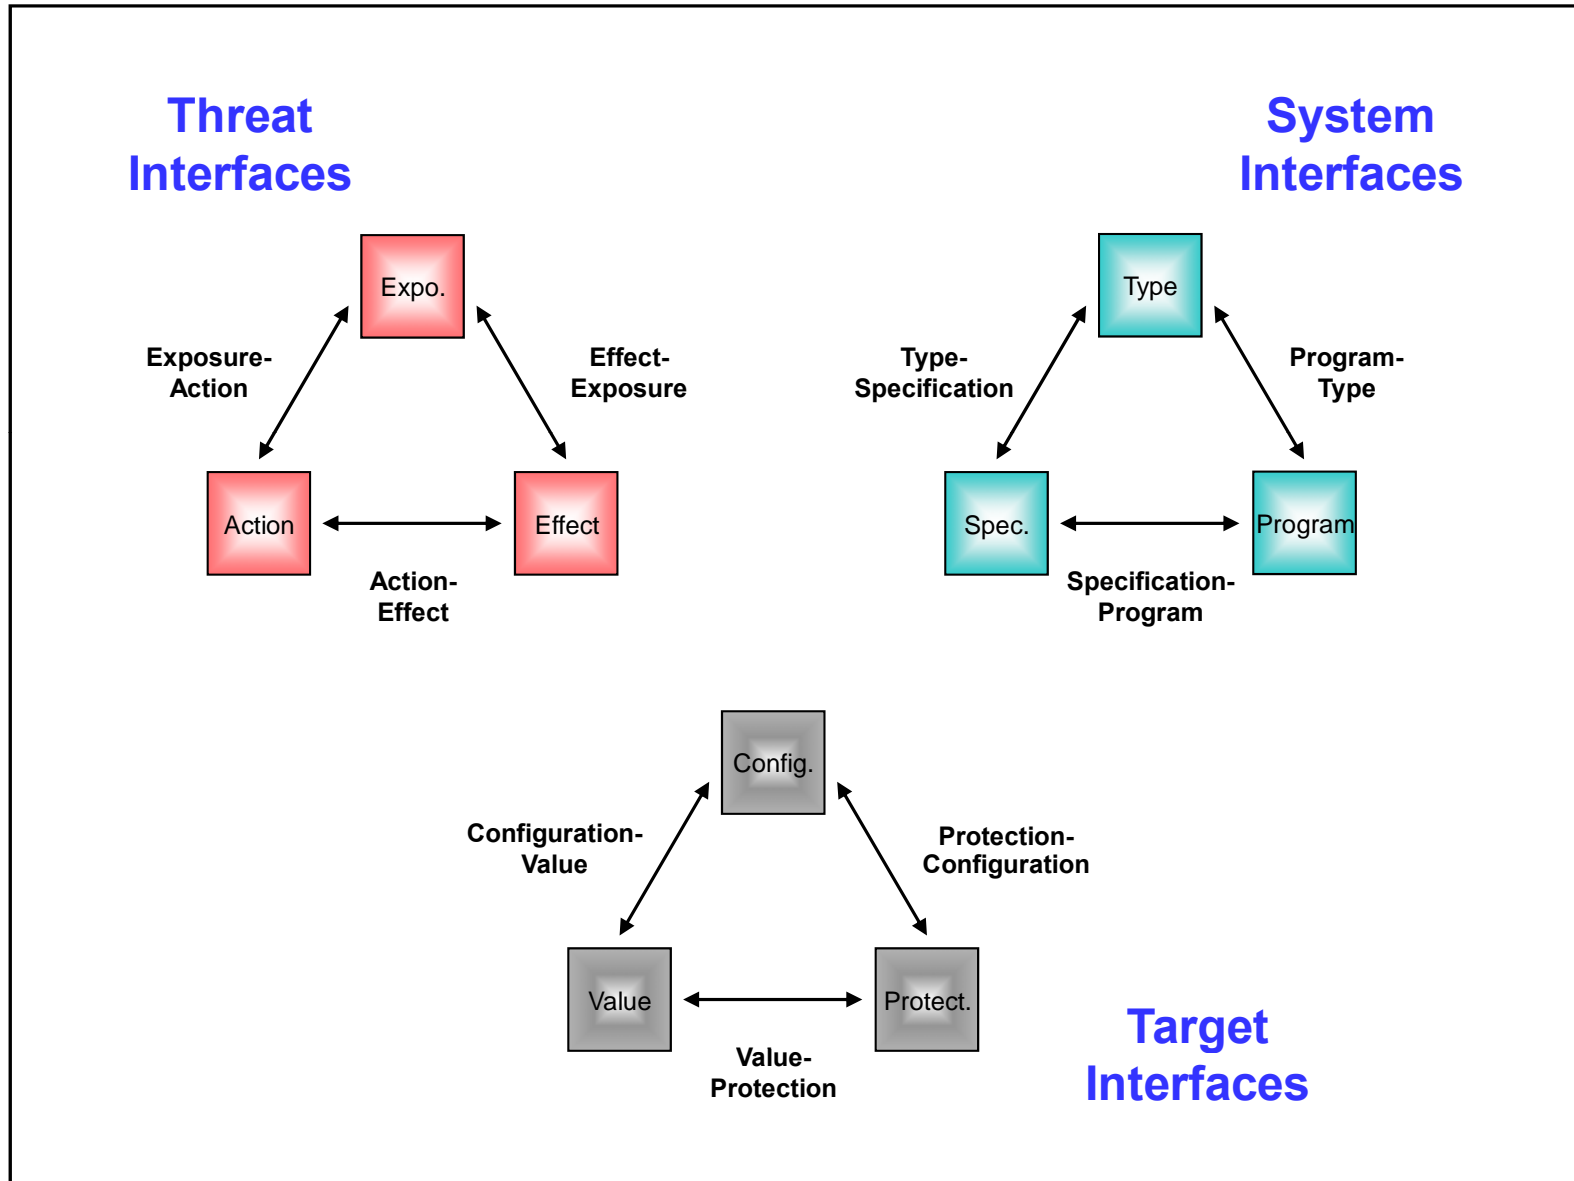 Threat
Interfaces
System
Interfaces
Expo.
Exposure-
Action
Effect-
Exposure
Action
Effect
Action-
Effect
Type
Type-
Specification
Program-
Type
Spec.
Program
Specification-
Program
Config.
Configuration-
Value
Protection-
Configuration
Value
Protect.
Value-
Protection
Target
Interfaces